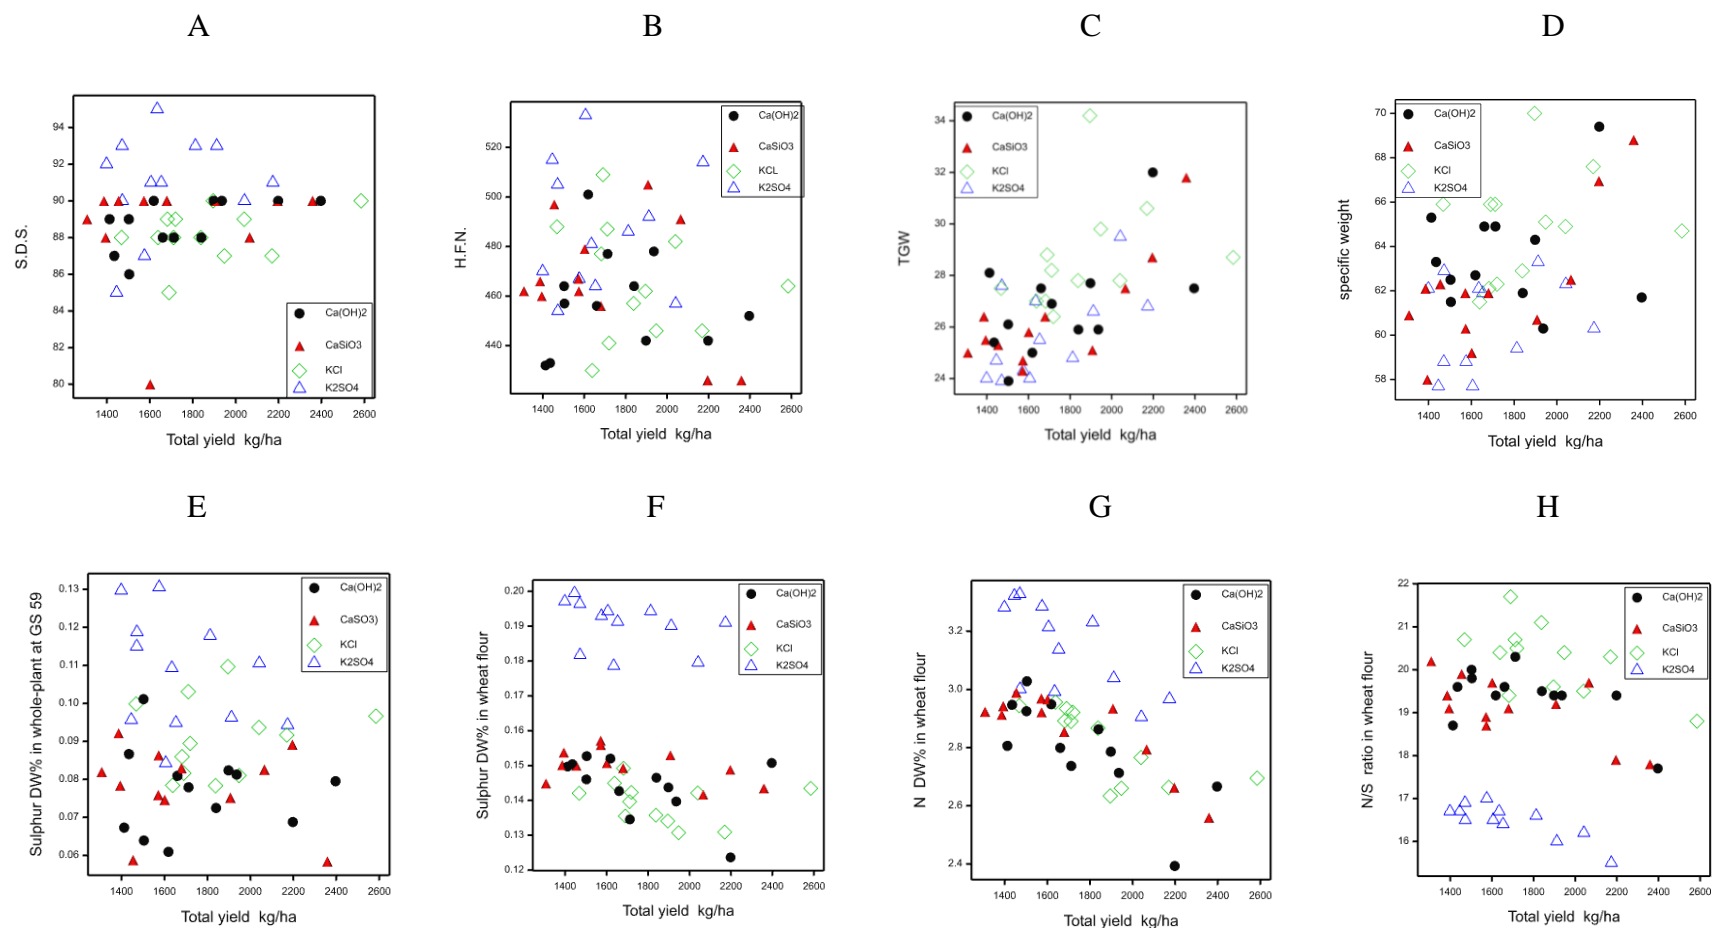 A
B
C
D
S.D.S.
94
92
90
88
86
84
82
80
Ca(OH)2
CaSiO3
KCl
K2SO4
1400 1600 1800 2000 2200 2400 2600
Total yield kg/ha
H.F.N.
520
500
480
460
440
Ca(OH)2
CaSiO3
KCL
K2SO4
1400 1600 1800 2000 2200 2400 2600
Total yield kg/ha
TGW
34
32
30
28
26
24
Ca(OH)2
CaSiO3
KCl
K2SO4
1400 1600 1800 2000 2200 2400 2600
Total yield kg/ha
specific weight
70
68
66
64
62
60
58
Ca(OH)2
CaSiO3
KCl
K2SO4
1400 1600 1800 2000 2200 2400 2600
Total yield kg/ha
E
F
G
H
Sulphur DW% in whole-plant at GS 59
0.13
0.12
0.11
0.10
0.09
0.08
0.07
0.06
Ca(OH)2
CaSO3)
KCl
K2SO4
1400 1600 1800 2000 2200 2400 2600
Total yield kg/ha
Sulphur DW% in wheat flour
0.20
0.19
0.18
0.17
0.16
0.15
0.14
0.13
0.12
Ca(OH)2
CaSiO3
KCl
K2SO4
1400 1600 1800 2000 2200 2400 2600
Total yield kg/ha
N DW% in wheat flour
3.2
3.0
2.8
2.6
2.4
Ca(OH)2
CaSiO3
KCl
K2SO4
1400 1600 1800 2000 2200 2400 2600
Total yield kg/ha
N/S ratio in wheat flour
22
21
20
19
18
17
16
Ca(OH)2
CaSiO3
KCl
K2SO4
1400 1600 1800 2000 2200 2400 2600
Total yield kg/ha